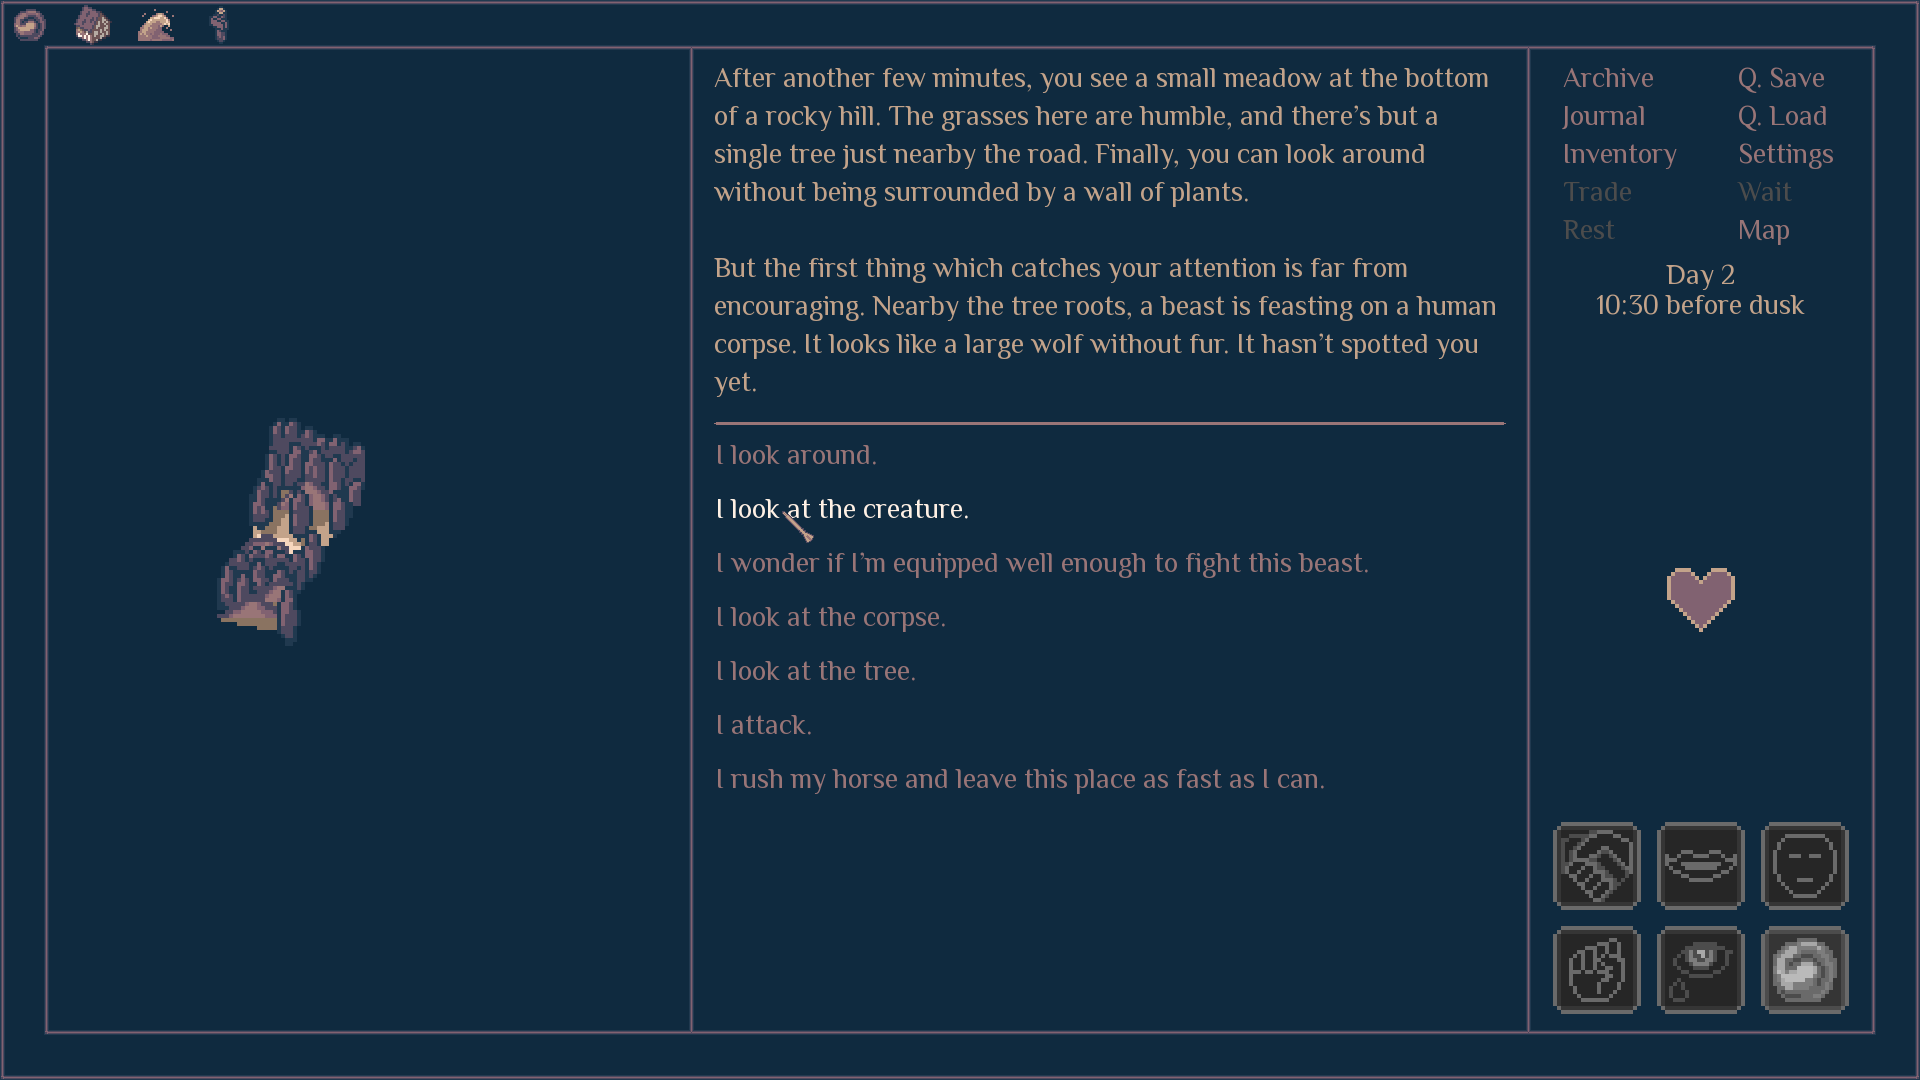 After another few minutes, you see a small meadow at the bottom
of a rocky hill. The grasses here are humble, and there’s but a
single tree just nearby the road. Finally, you can look around
without being surrounded by a wall of plants.
But the first thing which catches your attention is far from
encouraging. Nearby the tree roots, a beast is feasting on a human
corpse. It looks like a large wolf without fur. It hasn’t spotted you
yet.
I look around.
I look at the creature.
I wonder if I’m equipped well enough to fight this beast.
I look at the corpse.
I look at the tree.
I attack.
I rush my horse and leave this place as fast as I can.
Archive Q. Save
Journal Q. Load
Inventory Settings
Trade Wait
Rest Map
Day 2
10:30 before dusk